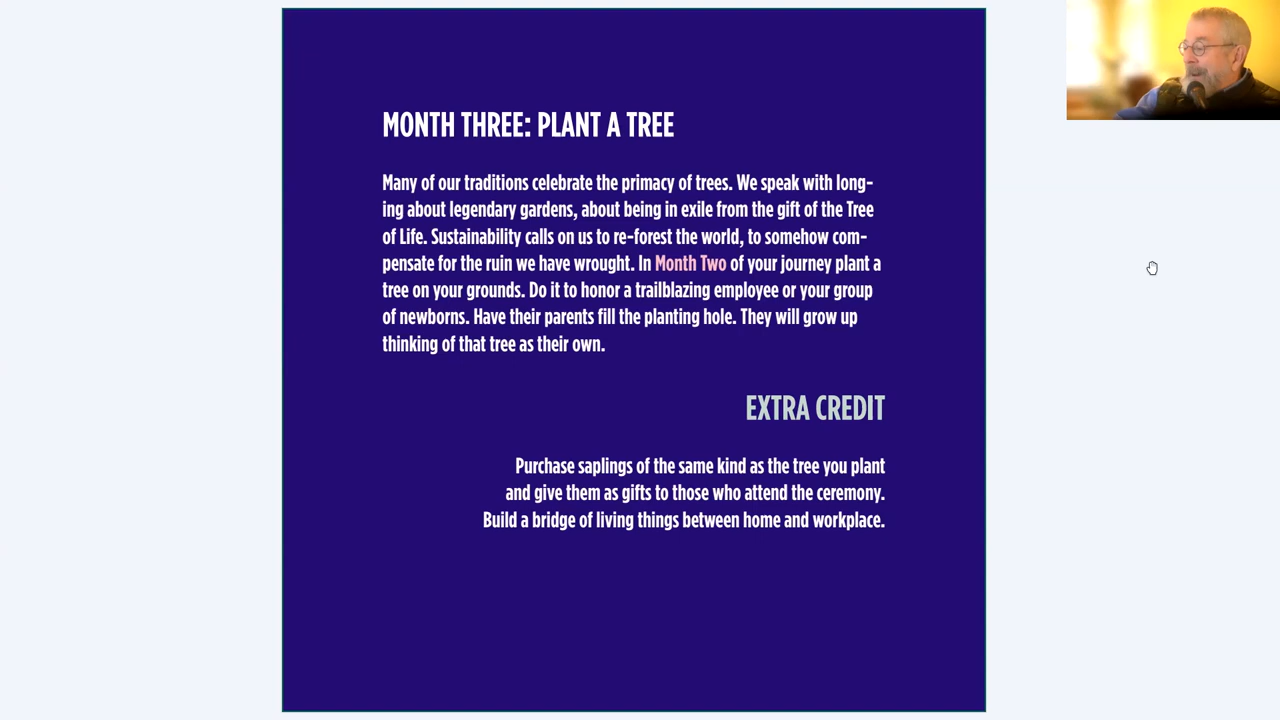 MONTH THREE: PLANT A TREE
Many of our traditions celebrate the primacy of trees. We speak with long-
ing about legendary gardens, about being in exile from the gift of the Tree
of Life. Sustainability calls on us to re-forest the world, to somehow com-
pensate for the ruin we have wrought. In Month Two of your journey plant a
tree on your grounds. Do it to honor a trailblazing employee or your group
of newborns. Have their parents fill the planting hole. They will grow up
thinking of that tree as their own.
EXTRA CREDIT
Purchase saplings of the same kind as the tree you plant
and give them as gifts to those who attend the ceremony.
Build a bridge of living things between home and workplace.